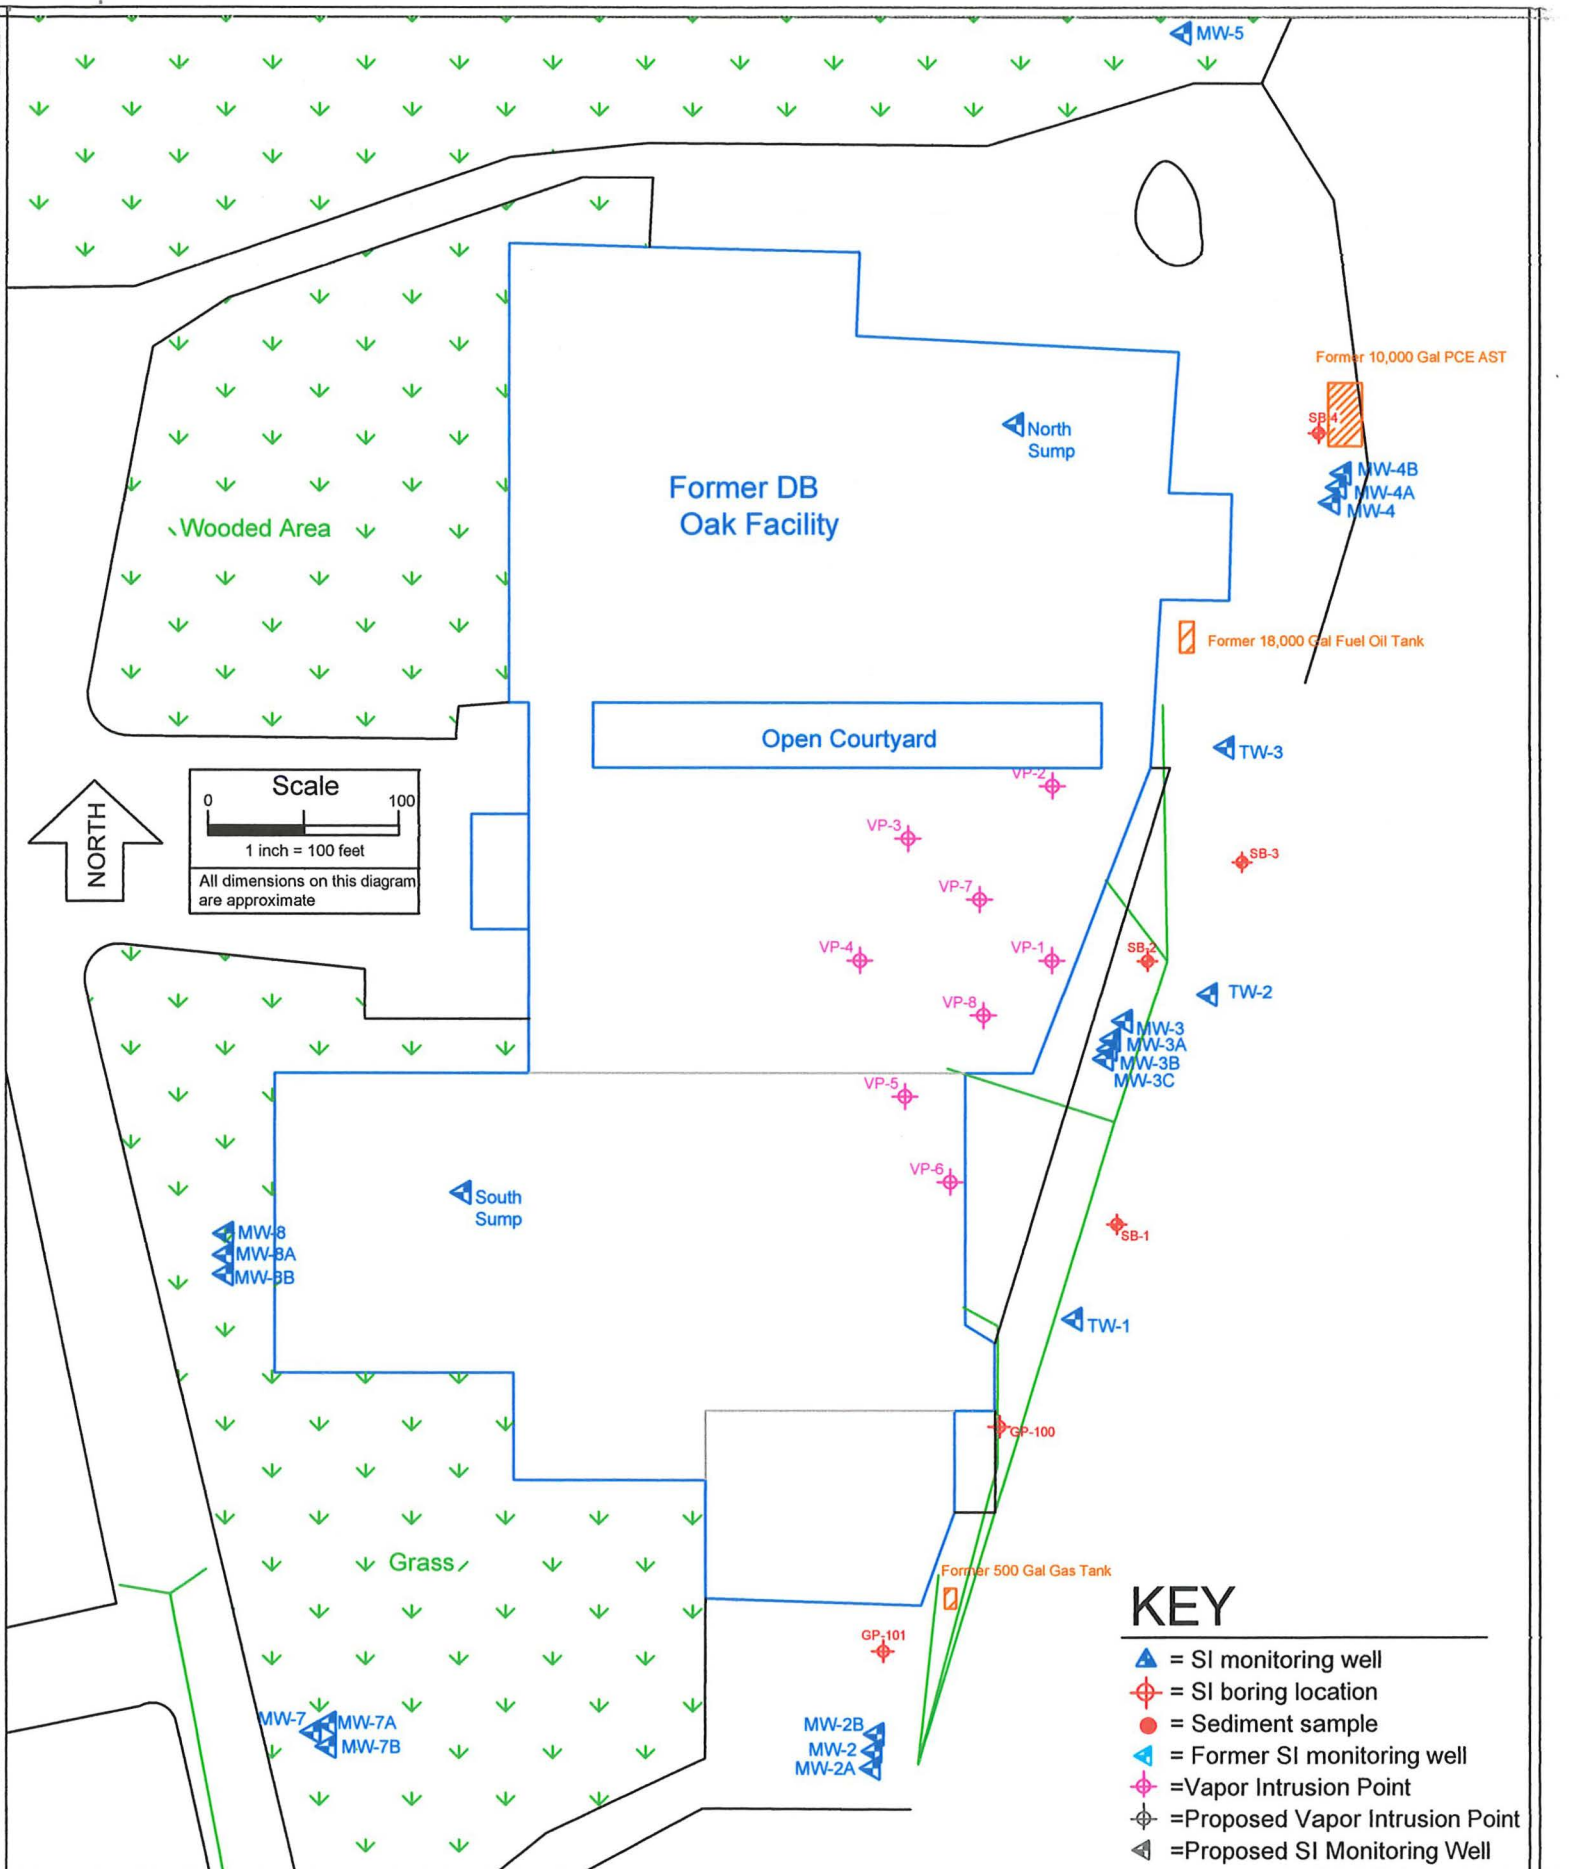 MW-5
Former 10,000 Gal PCE AST
SB-4
North
Sump
MW-4B
MW-4A
MW-4
Former DB
Oak Facility
Wooded Area
Former 18,000 Gal Fuel Oil Tank
Open Courtyard
TW-3
VP-2
Scale
0 100
1 inch = 100 feet
All dimensions on this diagram
are approximate
NORTH
VP-3
SB-3
VP-7
VP-4
VP-1
SB-2
TW-2
VP-8
MW-3
MW-3A
MW-3B
MW-3C
VP-5
VP-6
South
Sump
SB-1
MW-8
MW-8A
MW-8B
TW-1
GP-100
Grass
Former 500 Gal Gas Tank
GP-101
MW-7
MW-7A
MW-7B
MW-2B
MW-2
MW-2A
KEY
= SI monitoring well
= SI boring location
= Sediment sample
= Former SI monitoring well
=Vapor Intrusion Point
=Proposed Vapor Intrusion Point
=Proposed SI Monitoring Well